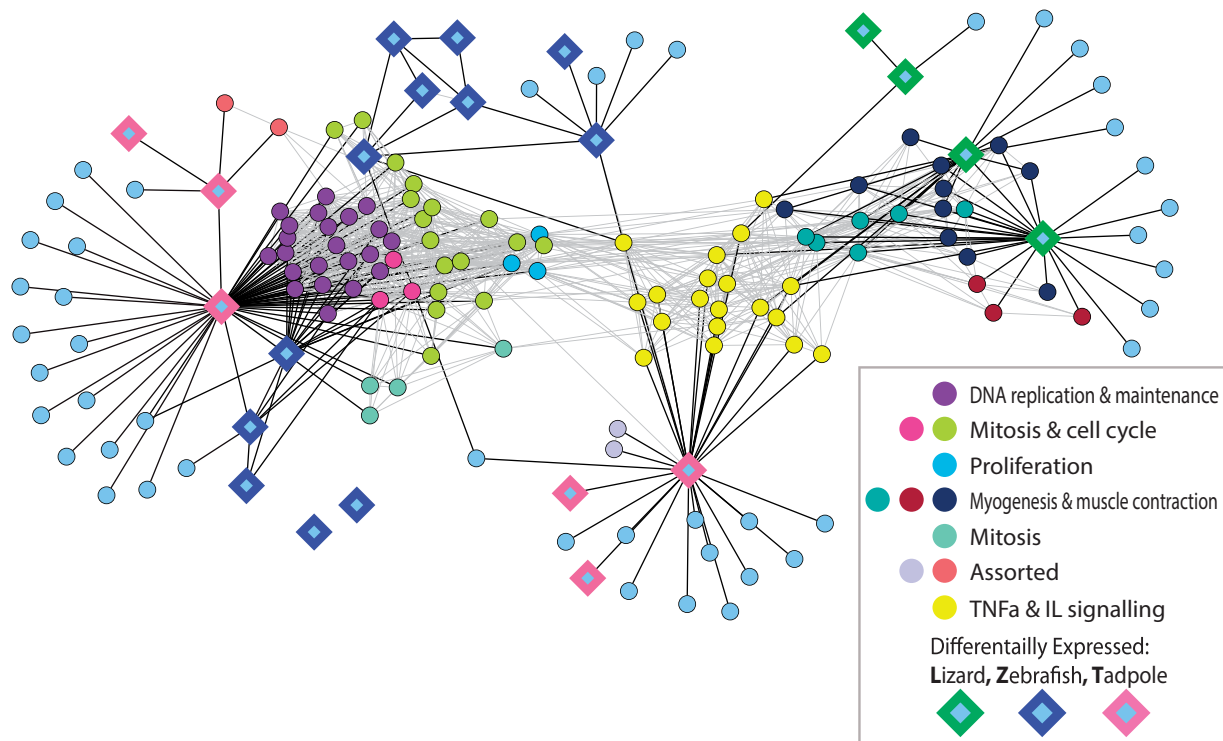 DNA replication & maintenance
Mitosis & cell cycle
Proliferation
Myogenesis & muscle contraction
Mitosis
Assorted
TNFa & IL signalling
Differentailly Expressed:
Lizard, Zebrafish, Tadpole